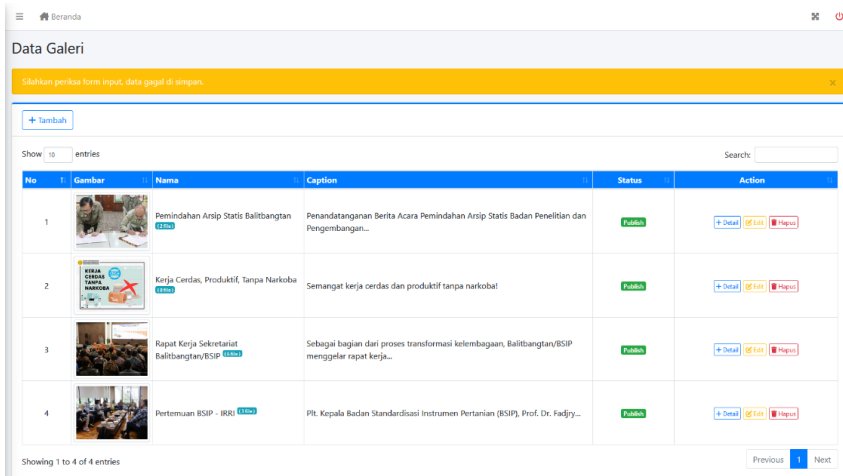 Beranda
Data Galeri
Silahkan periksa form input, data gagal di simpan.
×
+ Tambah
Show 10 entries
Search:
No Gambar Nama Caption Status Action
1 Pemindahan Arsip Statis Balitbangtan Penandatanganan Berita Acara Pemindahan Arsip Statis Badan Penelitian dan Publish + Detail Edit Hapus
Pengembangan...
KERJA
CERDAS
TANPA
NARKOBA
2 Kerja Cerdas, Produktif, Tanpa Narkoba Semangat kerja cerdas dan produktif tanpa narkoba! Publish + Detail Edit Hapus
3 Rapat Kerja Sekretariat Sebagai bagian dari proses transformasi kelembagaan, Balitbangtan/BSIP Publish + Detail Edit Hapus
Balitbangtan/BSIP menggelar rapat kerja...
4 Pertemuan BSIP - IRRI Plt. Kepala Badan Standardisasi Instrumen Pertanian (BSIP), Prof. Dr. Fadjry... Publish + Detail Edit Hapus
Showing 1 to 4 of 4 entries
Previous 1 Next